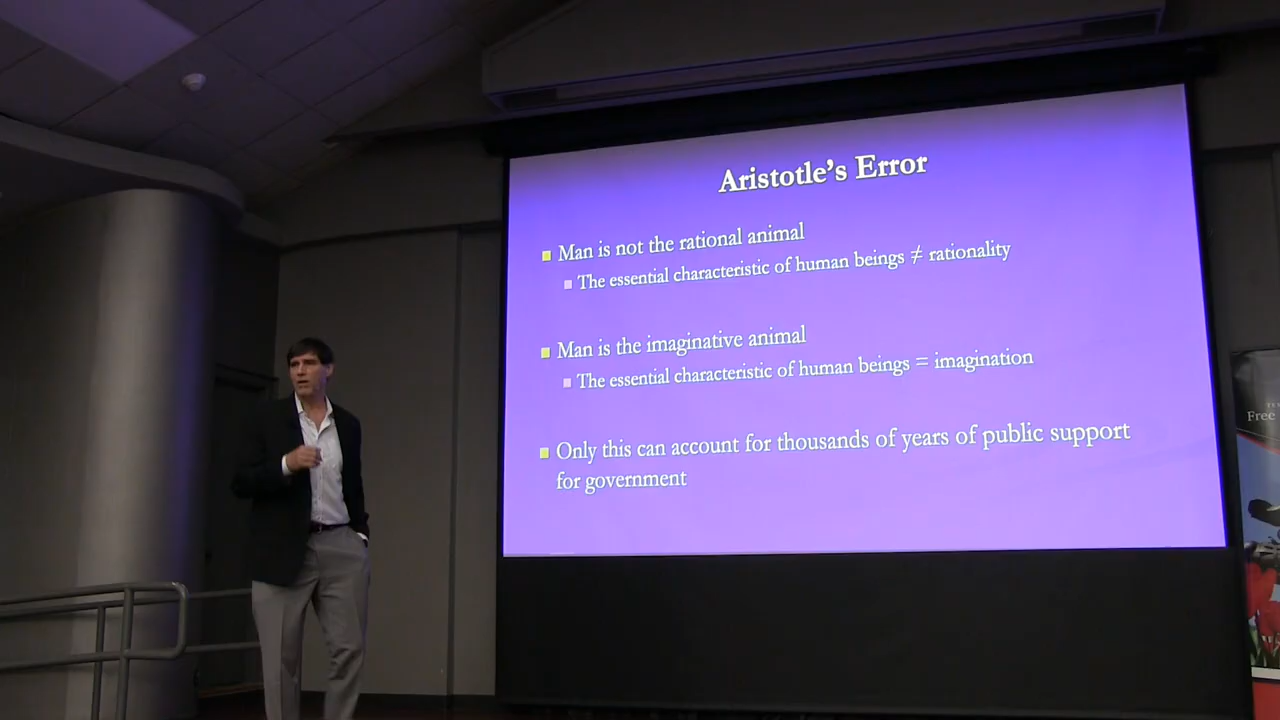 Aristotle's Error
Man is not the rational animal
The essential characteristic of human beings ≠ rationality
Man is the imaginative animal
The essential characteristic of human beings = imagination
Only this can account for thousands of years of public support
for government
Free